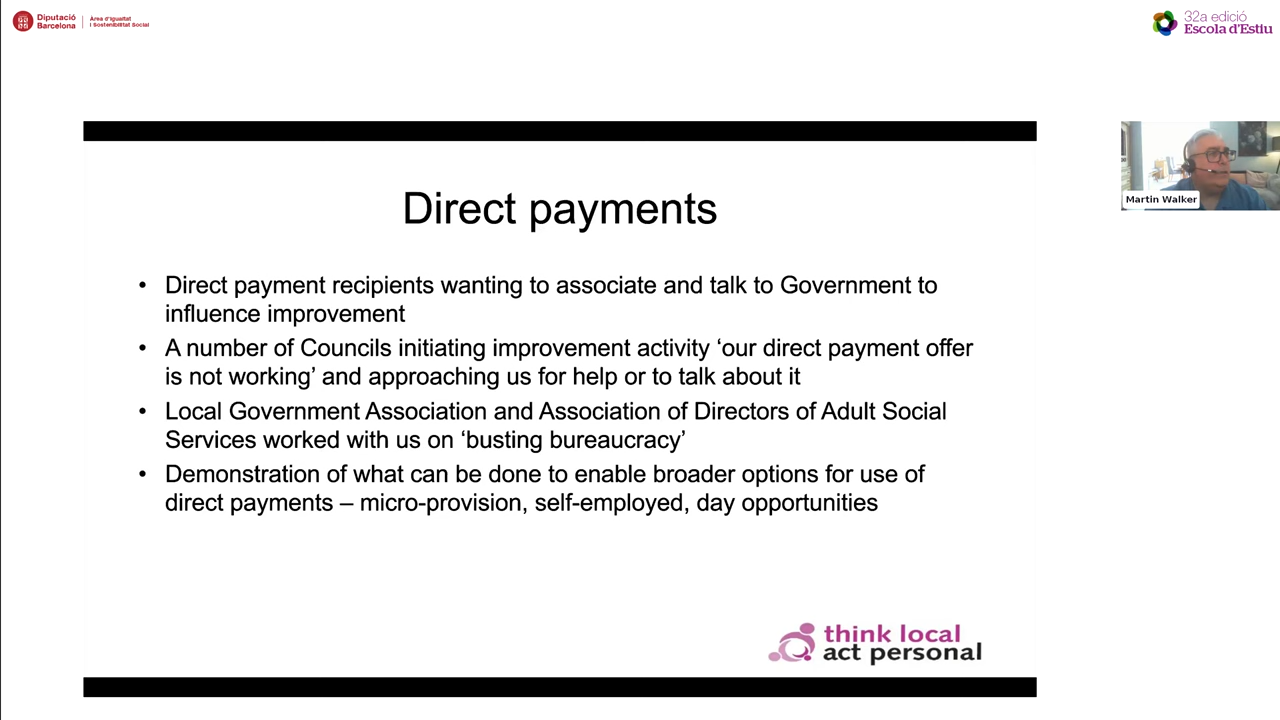 Diputació
Barcelona
Àrea d'Igualtat
i Sostenibilitat Social
32a edició
Escola d'Estiu
Direct payments
• Direct payment recipients wanting to associate and talk to Government to
influence improvement
• A number of Councils initiating improvement activity ‘our direct payment offer
is not working’ and approaching us for help or to talk about it
• Local Government Association and Association of Directors of Adult Social
Services worked with us on ‘busting bureaucracy’
• Demonstration of what can be done to enable broader options for use of
direct payments – micro-provision, self-employed, day opportunities
think local
act personal
Martin Walker